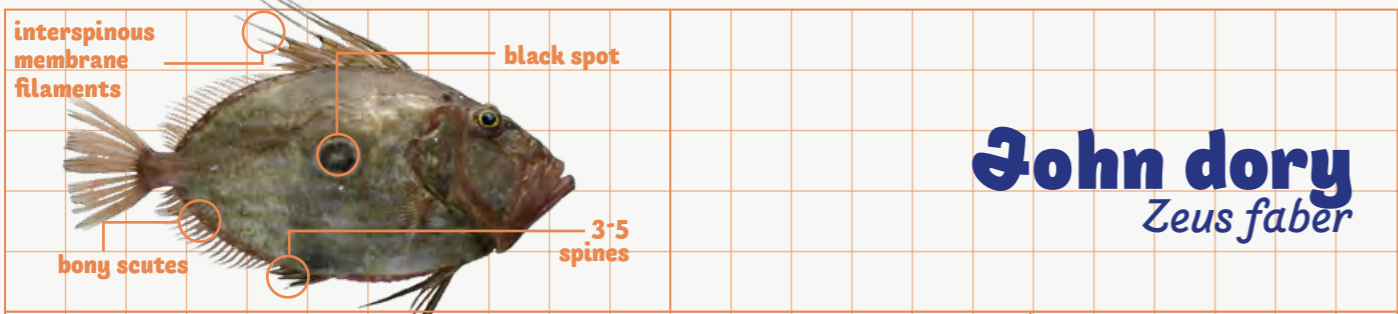 interspinous
membrane
filaments
black spot
John dory
Zeus faber
3-5
spines
bony scutes